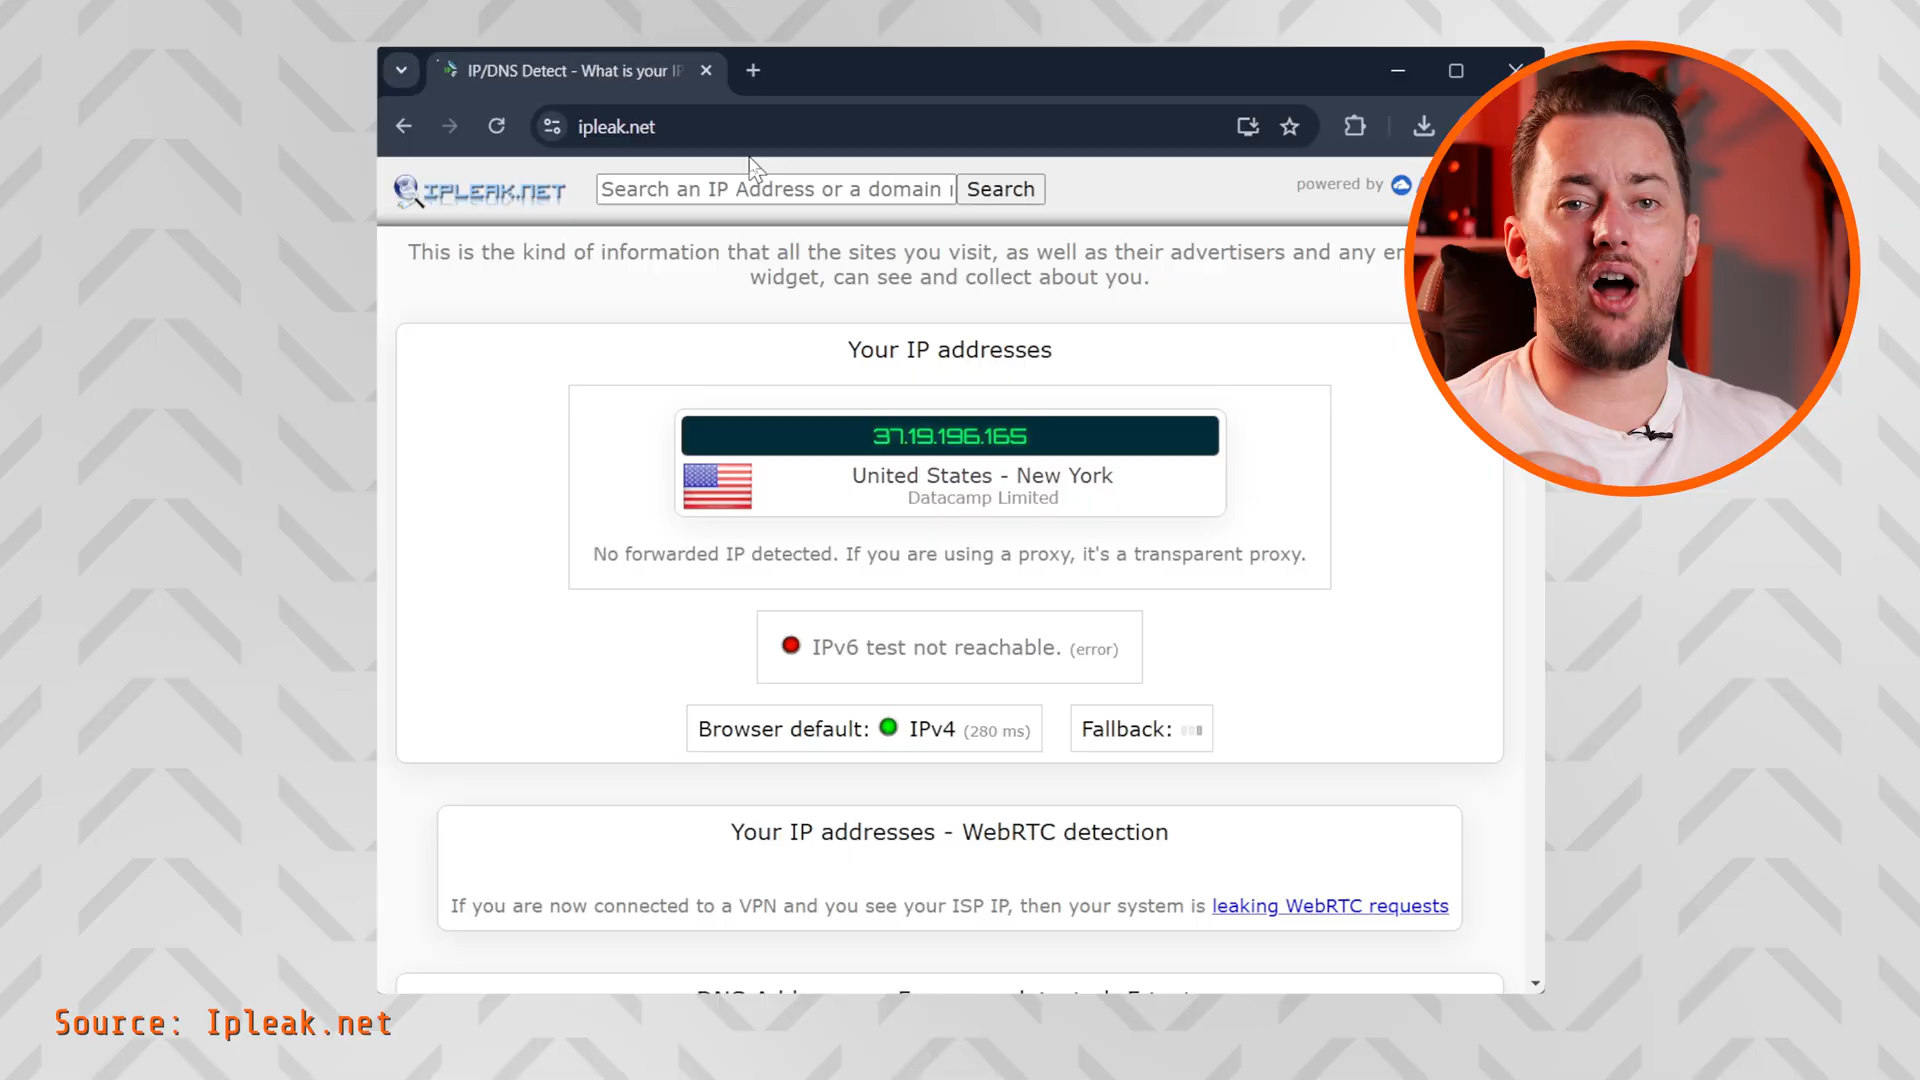 IP/DNS Detect - What is your IP
ipleak.net
IPLEAK.NET
Search an IP Address or a domain
Search
powered by
This is the kind of information that all the sites you visit, as well as their advertisers and any
widget, can see and collect about you.
Your IP addresses
37.19.196.165
United States - New York
Datacamp Limited
No forwarded IP detected. If you are using a proxy, it's a transparent proxy.
IPv6 test not reachable. (error)
Browser default: IPv4 (280 ms)
Fallback:
Your IP addresses - WebRTC detection
If you are now connected to a VPN and you see your ISP IP, then your system is leaking WebRTC requests
Source: Ipleak.net